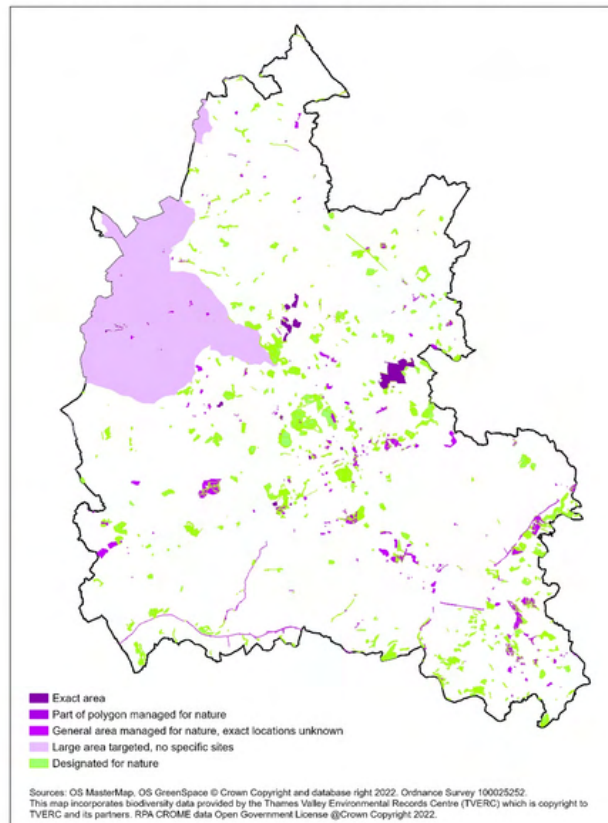 Exact area
Part of polygon managed for nature
General area managed for nature, exact locations unknown
Large area targeted, no specific sites
Designated for nature
Sources: OS MasterMap, OS GreenSpace © Crown Copyright and database right 2022. Ordnance Survey 100025252.
This map incorporates biodiversity data provided by the Thames Valley Environmental Records Centre (TVERC) which is copyright to
TVERC and its partners. RPA CROME data Open Government License @Crown Copyright 2022.